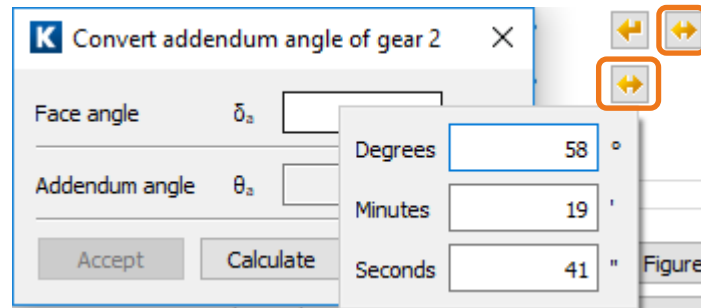 K Convert addendum angle of gear 2
Face angle δₐ
Degrees 58 °
Addendum angle θₐ
Minutes 19 '
Accept Calculate
Seconds 41 "
Figure